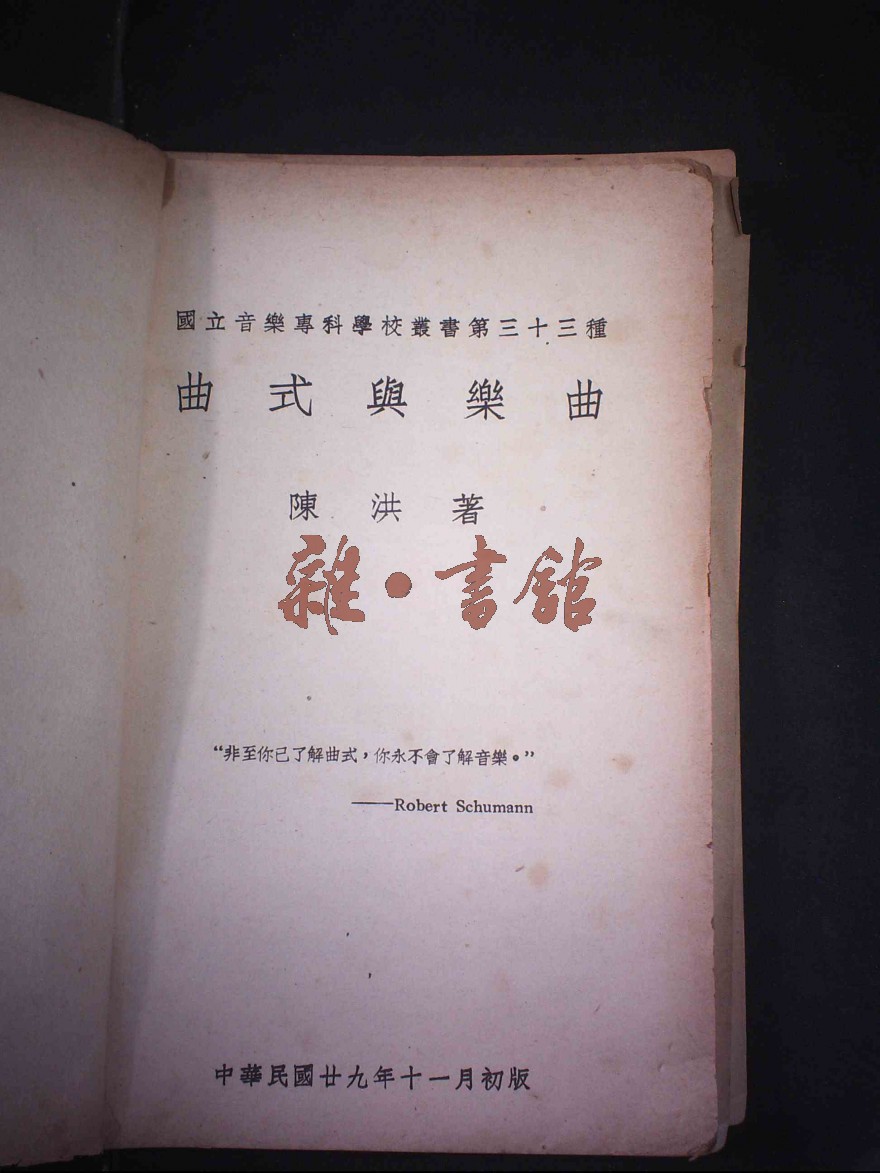 國立音樂專科學校叢書第三十三種
曲式與樂曲
陳洪著
雜·書館
“非至你已了解曲式，你永不會了解音樂。”
——Robert Schumann
中華民國廿九年十一月初版